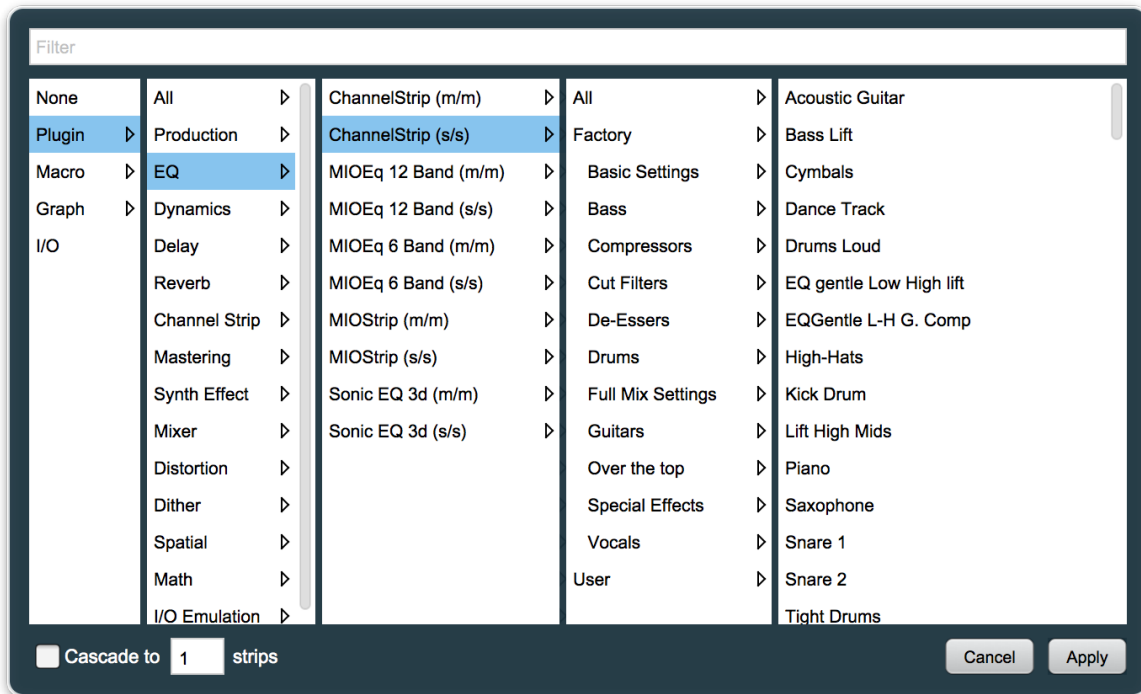 Filter
None
Plugin
Macro
Graph
I/O
All
Production
EQ
Dynamics
Delay
Reverb
Channel Strip
Mastering
Synth Effect
Mixer
Distortion
Dither
Spatial
Math
I/O Emulation
ChannelStrip (m/m)
ChannelStrip (s/s)
MIOEq 12 Band (m/m)
MIOEq 12 Band (s/s)
MIOEq 6 Band (m/m)
MIOEq 6 Band (s/s)
MIOStrip (m/m)
MIOStrip (s/s)
Sonic EQ 3d (m/m)
Sonic EQ 3d (s/s)
All
Factory
Basic Settings
Bass
Compressors
Cut Filters
De-Essers
Drums
Full Mix Settings
Guitars
Over the top
Special Effects
Vocals
User
Acoustic Guitar
Bass Lift
Cymbals
Dance Track
Drums Loud
EQ gentle Low High lift
EQGentle L-H G. Comp
High-Hats
Kick Drum
Lift High Mids
Piano
Saxophone
Snare 1
Snare 2
Tight Drums
Cascade to 1 strips
Cancel
Apply